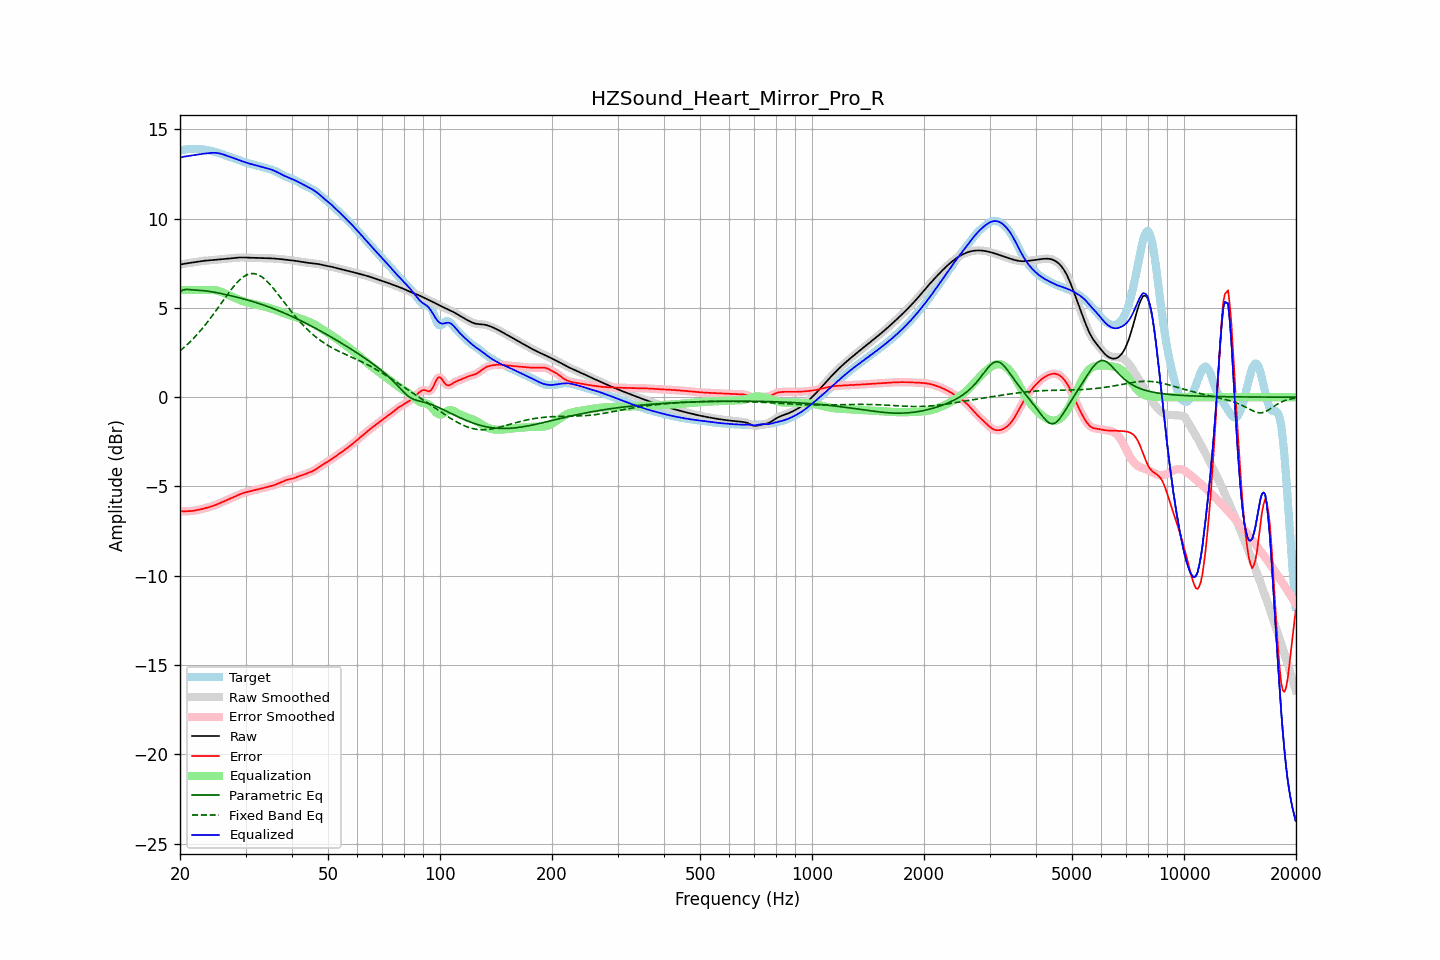 HZSound_Heart_Mirror_Pro_R
Amplitude (dBr)
15
10
5
0
−5
−10
−15
−20
−25
Target
Raw Smoothed
Error Smoothed
Raw
Error
Equalization
Parametric Eq
Fixed Band Eq
Equalized
20 50 100 200 500 1000 2000 5000 10000 20000
Frequency (Hz)